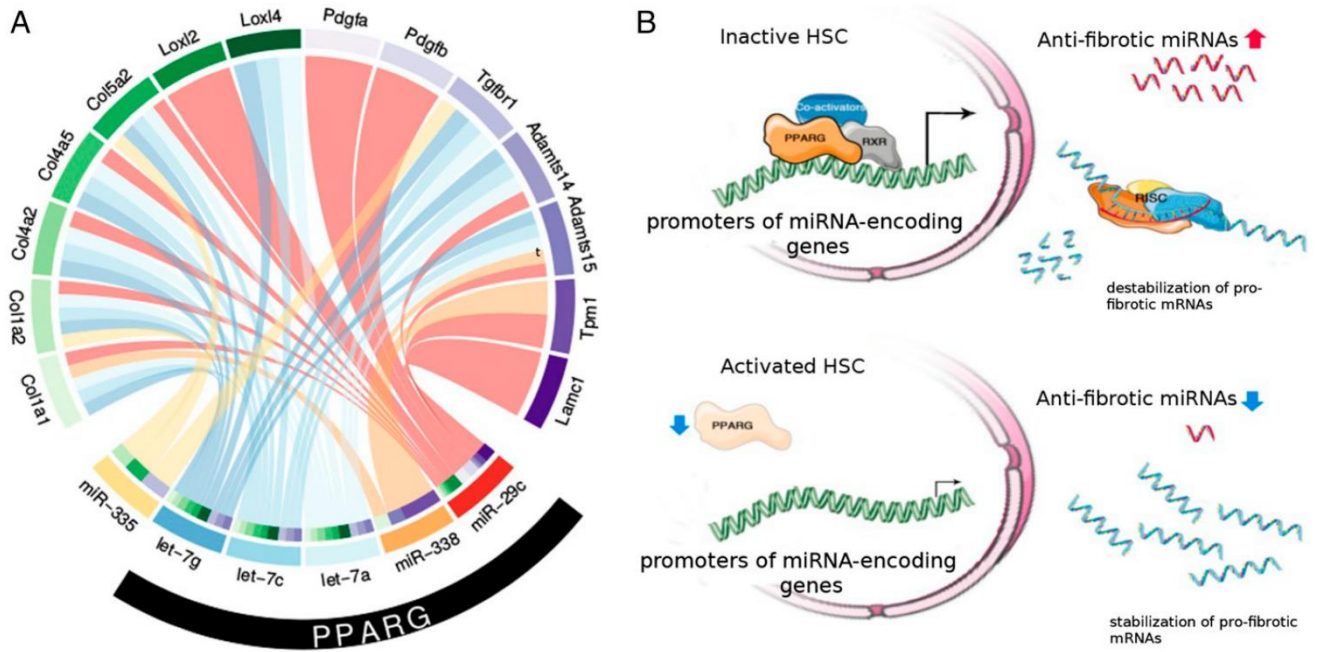 A
Col1a1
Col1a2
Col4a2
Col4a5
Col5a2
Loxl2
Loxl4
Pdgfa
Pdgfb
Tgfbr1
Adamts14
Adamts15
t
Tpm1
Lamc1
miR-335
let-7g
let-7c
let-7a
miR-338
miR-29c
PPARG
B
Inactive HSC
Co-activators
PPARG
RXR
promoters of miRNA-encoding
genes
Anti-fibrotic miRNAs
RISC
destabilization of pro-
fibrotic mRNAs
Activated HSC
PPARG
promoters of miRNA-encoding
genes
Anti-fibrotic miRNAs
stabilization of pro-fibrotic
mRNAs